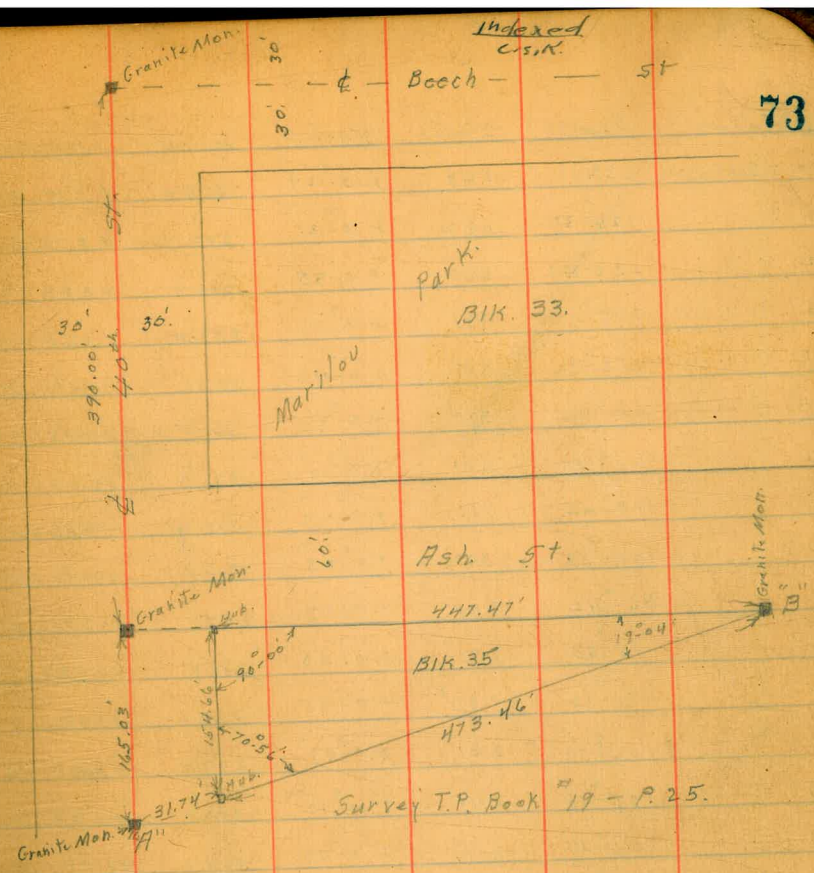 Indexed
C.S.K.
73
Granite Mon.
30'
30'
℄ Beech St
St.
40th
℄
390.00'
30'
30'.
Marilou Park.
Blk. 33.
60'.
Ash St.
Granite Mon.
Granite Mon.
"B"
Hub.
447.47'
19°-04'
90°-00'
Blk. 35
154.66'
165.03'
70°-56'.
473.46'
Hub.
31.74'
Granite Mon.
"A"
Survey T.P. Book #19 - P. 25.